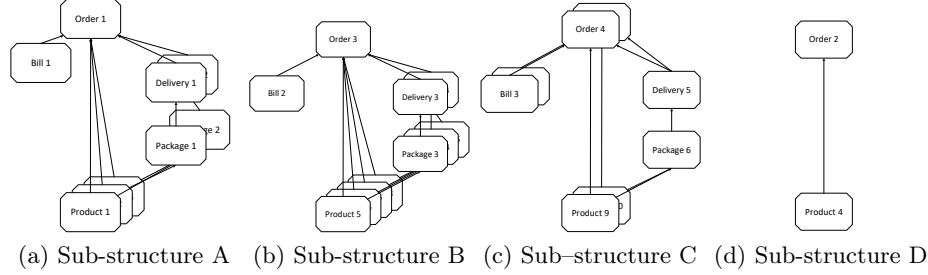 Order 1
Bill 1
Delivery 1
Package 1
Product 1
Order 3
Bill 2
Delivery 3
Package 3
Product 5
Order 4
Bill 3
Delivery 5
Package 6
Product 9
Order 2
Product 4
(a) Sub-structure A
(b) Sub-structure B
(c) Sub–structure C
(d) Sub-structure D